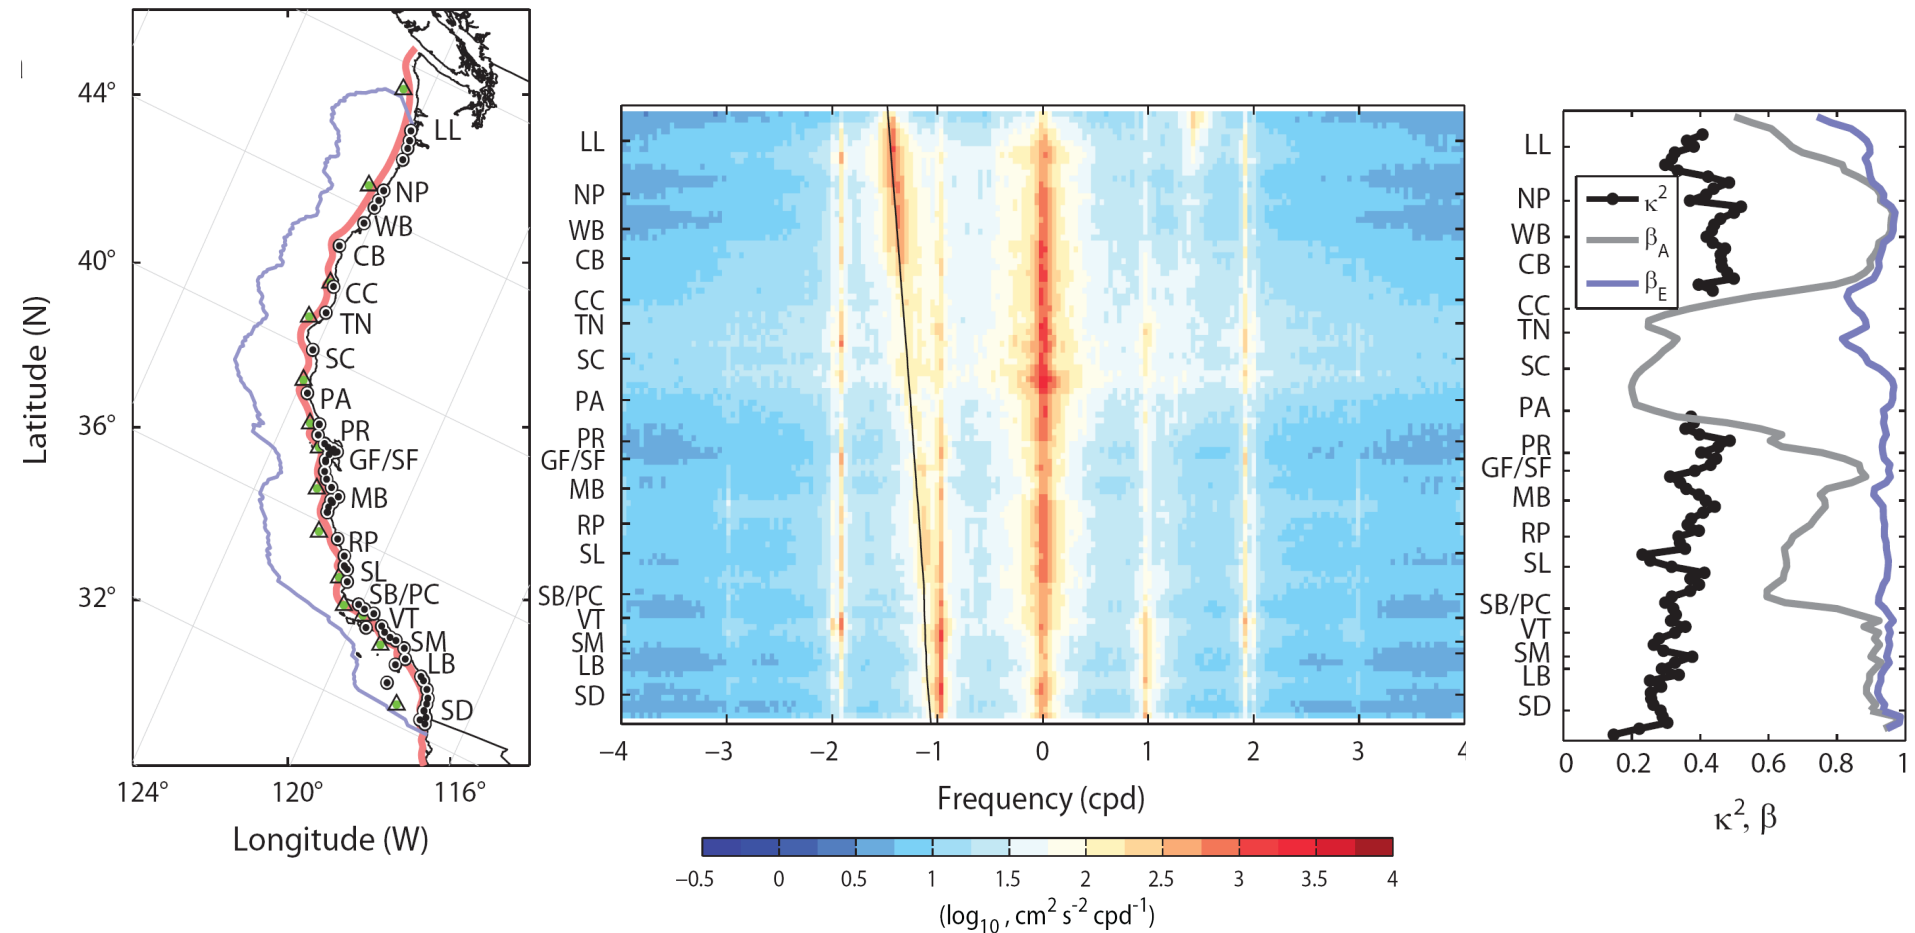 44°
40°
36°
32°
Latitude (N)
124°
120°
116°
Longitude (W)
LL
NP
WB
CB
CC
TN
SC
PA
PR
GF/SF
MB
RP
SL
SB/PC
VT
SM
LB
SD
LL
NP
WB
CB
CC
TN
SC
PA
PR
GF/SF
MB
RP
SL
SB/PC
VT
SM
LB
SD
−4 −3 −2 −1 0 1 2 3 4
Frequency (cpd)
−0.5 0 0.5 1 1.5 2 2.5 3 3.5 4
(log10 , cm2 s-2 cpd-1)
LL
NP
WB
CB
CC
TN
SC
PA
PR
GF/SF
MB
RP
SL
SB/PC
VT
SM
LB
SD
κ2
βA
βE
0 0.2 0.4 0.6 0.8 1
κ2, β